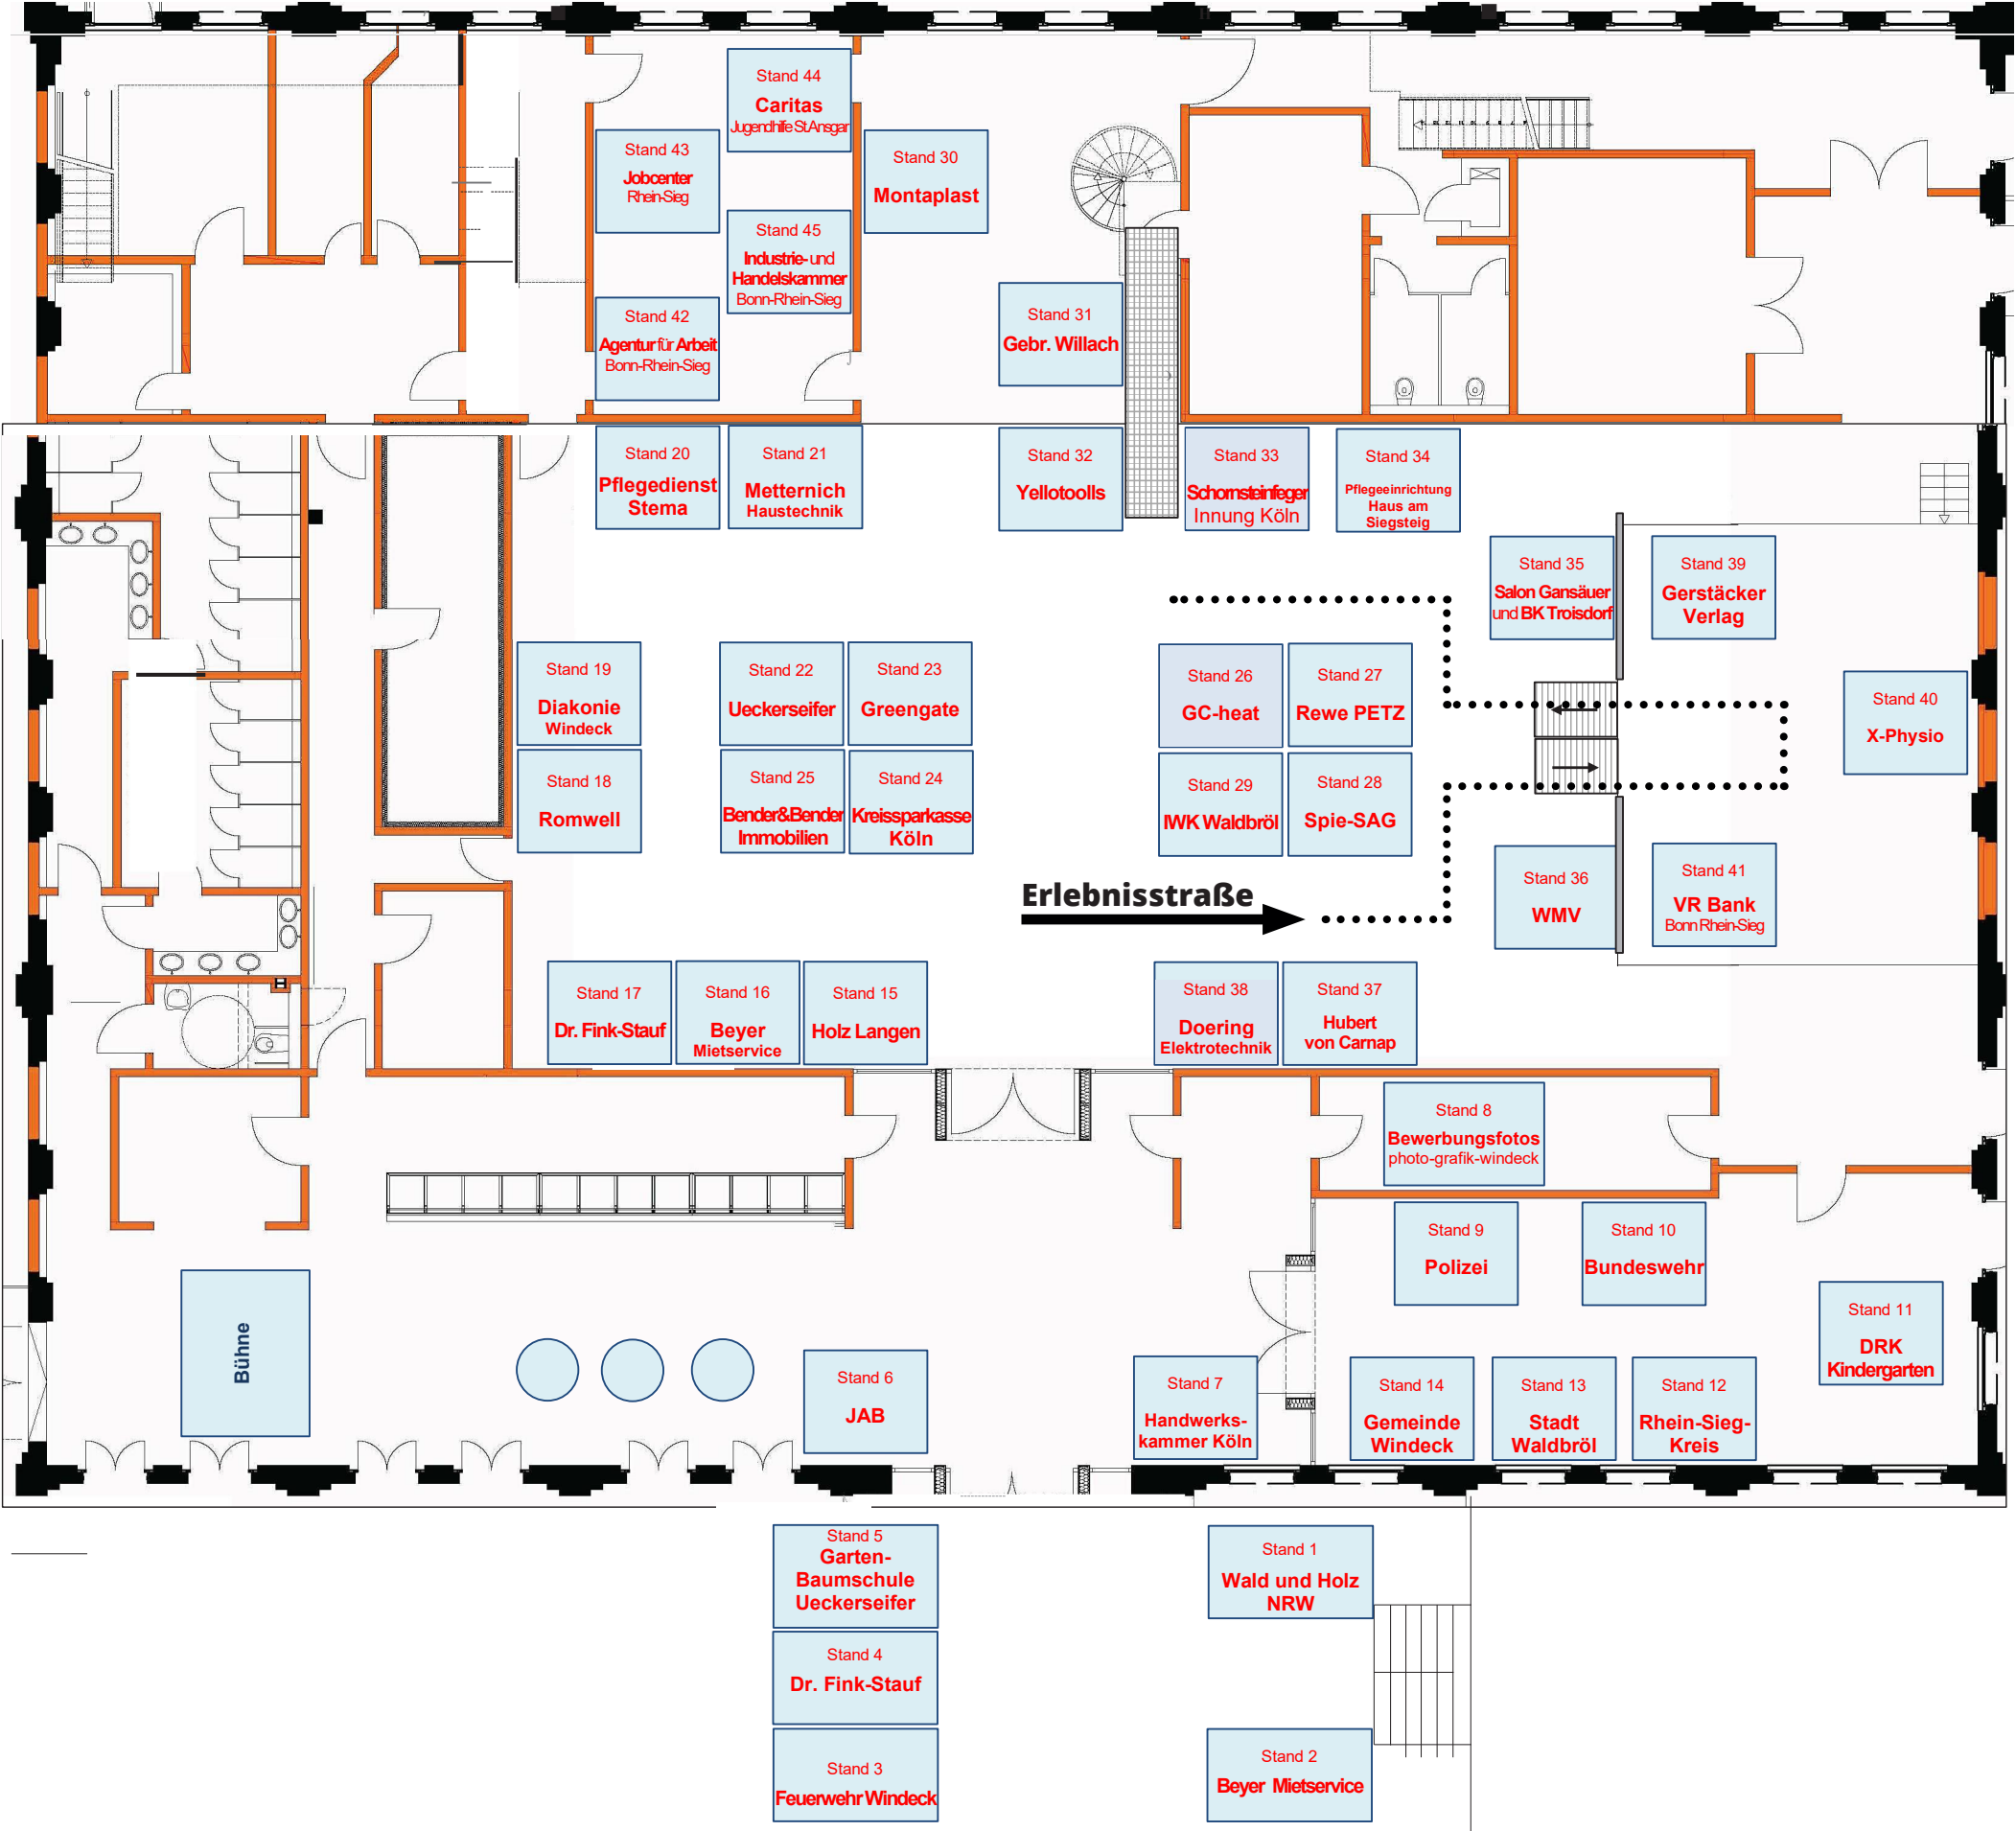 Stand 44
Caritas
Jugendhilfe St.Ansgar
Stand 43
Jobcenter
Rhein-Sieg
Stand 30
Montaplast
Stand 45
Industrie- und
Handelskammer
Bonn-Rhein-Sieg
Stand 42
Agentur für Arbeit
Bonn-Rhein-Sieg
Stand 31
Gebr. Willach
Stand 20
Pflegedienst
Stema
Stand 21
Metternich
Haustechnik
Stand 32
Yellotoolls
Stand 33
Schornsteinfeger
Innung Köln
Stand 34
Pflegeeinrichtung
Haus am
Siegsteig
Stand 35
Salon Gansäuer
und BK Troisdorf
Stand 39
Gerstäcker
Verlag
Stand 19
Diakonie
Windeck
Stand 22
Ueckerseifer
Stand 23
Greengate
Stand 26
GC-heat
Stand 27
Rewe PETZ
Stand 40
X-Physio
Stand 18
Romwell
Stand 25
Bender&Bender
Immobilien
Stand 24
Kreissparkasse
Köln
Stand 29
IWK Waldbröl
Stand 28
Spie-SAG
Erlebnisstraße
Stand 36
WMV
Stand 41
VR Bank
Bonn Rhein-Sieg
Stand 17
Dr. Fink-Stauf
Stand 16
Beyer
Mietservice
Stand 15
Holz Langen
Stand 38
Doering
Elektrotechnik
Stand 37
Hubert
von Carnap
Stand 8
Bewerbungsfotos
photo-grafik-windeck
Stand 9
Polizei
Stand 10
Bundeswehr
Stand 11
DRK
Kindergarten
Bühne
Stand 6
JAB
Stand 7
Handwerks-
kammer Köln
Stand 14
Gemeinde
Windeck
Stand 13
Stadt
Waldbröl
Stand 12
Rhein-Sieg-
Kreis
Stand 5
Garten-
Baumschule
Ueckerseifer
Stand 1
Wald und Holz
NRW
Stand 4
Dr. Fink-Stauf
Stand 3
Feuerwehr Windeck
Stand 2
Beyer Mietservice